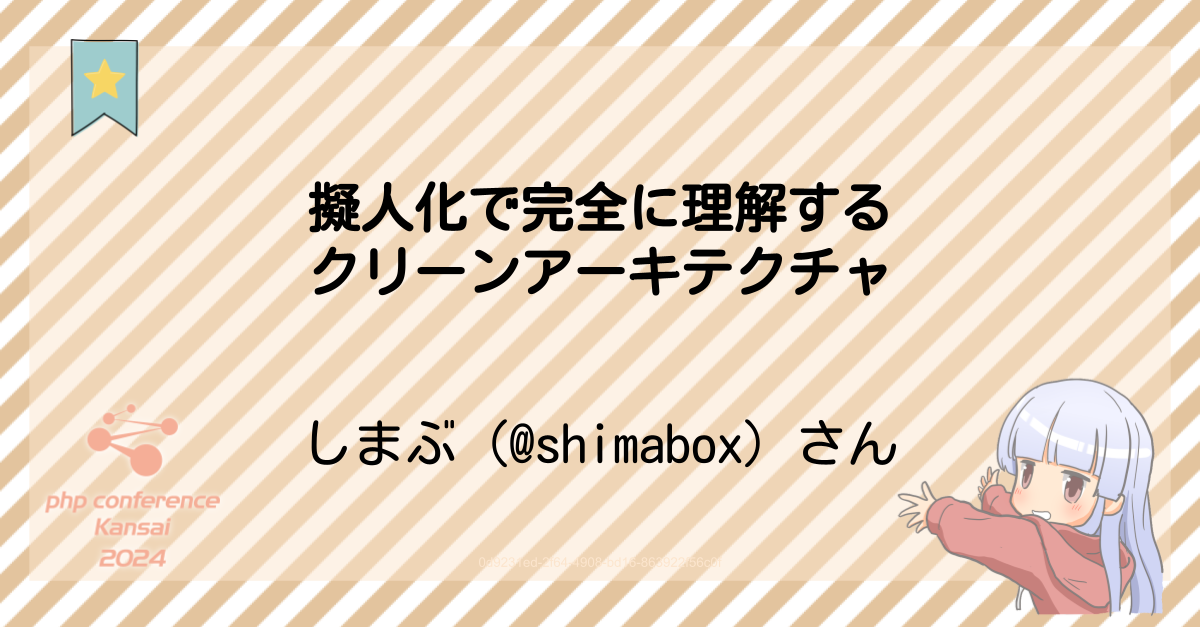 擬人化で完全に理解する
クリーンアーキテクチャ
しまぶ（@shimabox）さん
php conference
Kansai
2024